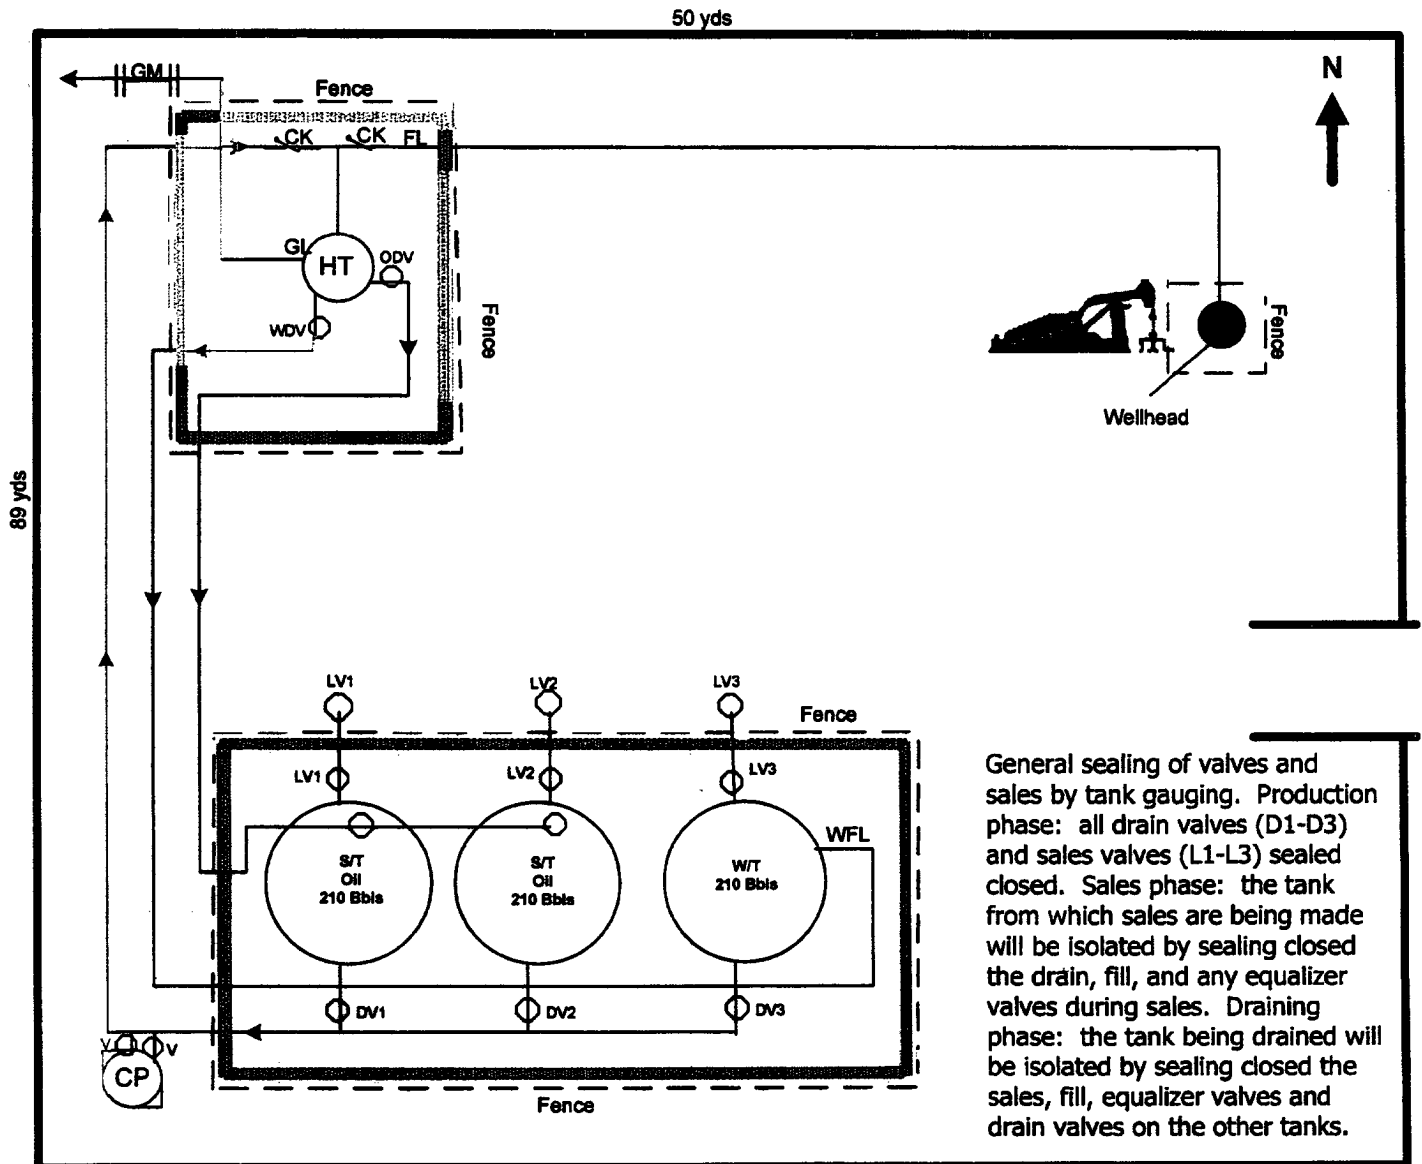 50 yds
N
GM
Fence
CK
CK
FL
GL
HT
ODV
WDV
Fence
Fence
Wellhead
89 yds
LV1
LV2
LV3
Fence
LV1
LV2
LV3
WFL
S/T
Oil
210 Bbls
S/T
Oil
210 Bbls
W/T
210 Bbls
DV1
DV2
DV3
V
V
CP
Fence
General sealing of valves and
sales by tank gauging. Production
phase: all drain valves (D1-D3)
and sales valves (L1-L3) sealed
closed. Sales phase: the tank
from which sales are being made
will be isolated by sealing closed
the drain, fill, and any equalizer
valves during sales. Draining
phase: the tank being drained will
be isolated by sealing closed the
sales, fill, equalizer valves and
drain valves on the other tanks.